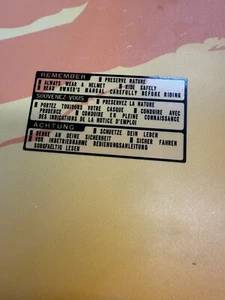 REMEMBER ▌PRESERVE NATURE
▌ALWAYS WEAR A HELMET ▌RIDE SAFELY
▌READ OWNER'S MANUAL CAREFULLY BEFORE RIDING
SOUVENEZ-VOUS ▌PRESERVEZ LA NATURE
▌PORTEZ TOUJOURS VOTRE CASQUE ▌CONDUIRE AVEC
PRUDENCE ▌CONDUIRE EN PLEINE CONNAISSANCE
DES INDICATIONS DE LA NOTICE D'EMPLOI
ACHTUNG ▌SCHUETZE DEIN LEBEN
▌DENKE AN DEINE SICHERHEIT ▌SICHER FAHREN
▌VOR INBETRIEBNAHME BEDIENUNGSANLEITUNG
SORGFAELTIG LESEN